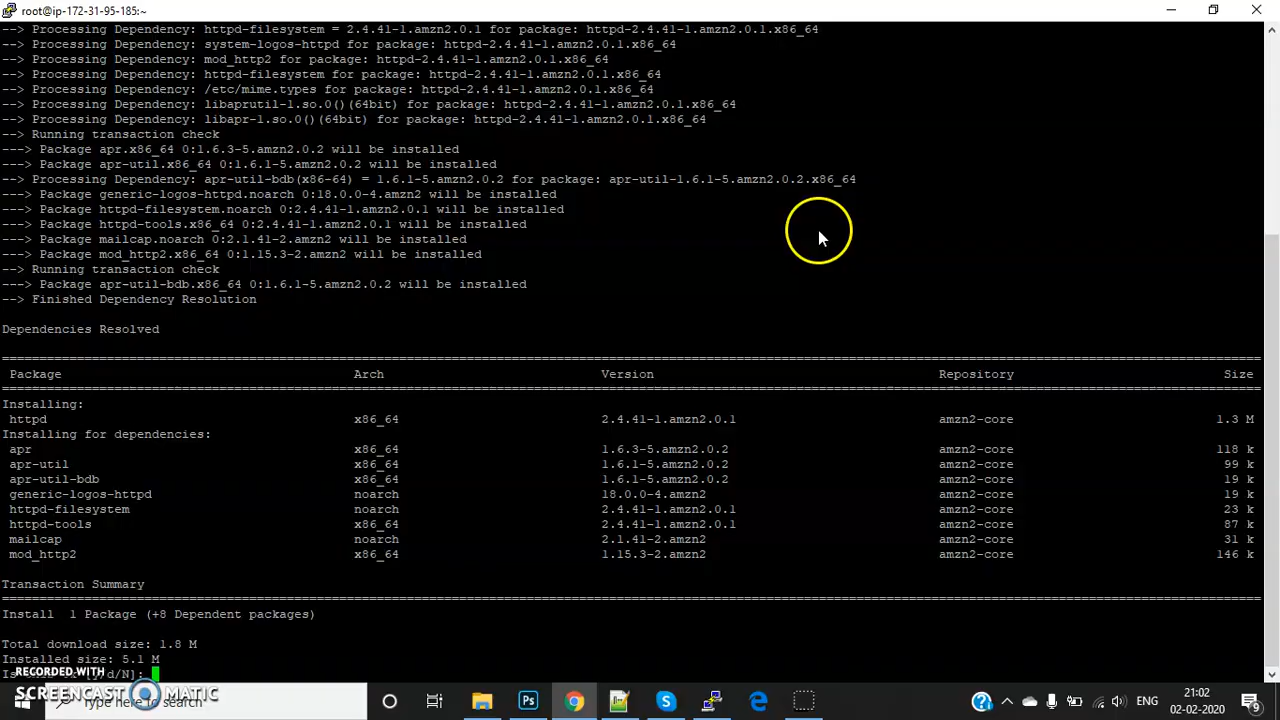 root@ip-172-31-95-185:~
--> Processing Dependency: httpd-filesystem = 2.4.41-1.amzn2.0.1 for package: httpd-2.4.41-1.amzn2.0.1.x86_64
--> Processing Dependency: system-logos-httpd for package: httpd-2.4.41-1.amzn2.0.1.x86_64
--> Processing Dependency: mod_http2 for package: httpd-2.4.41-1.amzn2.0.1.x86_64
--> Processing Dependency: httpd-filesystem for package: httpd-2.4.41-1.amzn2.0.1.x86_64
--> Processing Dependency: /etc/mime.types for package: httpd-2.4.41-1.amzn2.0.1.x86_64
--> Processing Dependency: libaprutil-1.so.0()(64bit) for package: httpd-2.4.41-1.amzn2.0.1.x86_64
--> Processing Dependency: libapr-1.so.0()(64bit) for package: httpd-2.4.41-1.amzn2.0.1.x86_64
--> Running transaction check
---> Package apr.x86_64 0:1.6.3-5.amzn2.0.2 will be installed
---> Package apr-util.x86_64 0:1.6.1-5.amzn2.0.2 will be installed
--> Processing Dependency: apr-util-bdb(x86-64) = 1.6.1-5.amzn2.0.2 for package: apr-util-1.6.1-5.amzn2.0.2.x86_64
---> Package generic-logos-httpd.noarch 0:18.0.0-4.amzn2 will be installed
---> Package httpd-filesystem.noarch 0:2.4.41-1.amzn2.0.1 will be installed
---> Package httpd-tools.x86_64 0:2.4.41-1.amzn2.0.1 will be installed
---> Package mailcap.noarch 0:2.1.41-2.amzn2 will be installed
---> Package mod_http2.x86_64 0:1.15.3-2.amzn2 will be installed
--> Running transaction check
---> Package apr-util-bdb.x86_64 0:1.6.1-5.amzn2.0.2 will be installed
--> Finished Dependency Resolution
Dependencies Resolved
Package Arch Version Repository Size
Installing:
httpd x86_64 2.4.41-1.amzn2.0.1 amzn2-core 1.3 M
Installing for dependencies:
apr x86_64 1.6.3-5.amzn2.0.2 amzn2-core 118 k
apr-util x86_64 1.6.1-5.amzn2.0.2 amzn2-core 99 k
apr-util-bdb x86_64 1.6.1-5.amzn2.0.2 amzn2-core 19 k
generic-logos-httpd noarch 18.0.0-4.amzn2 amzn2-core 19 k
httpd-filesystem noarch 2.4.41-1.amzn2.0.1 amzn2-core 23 k
httpd-tools x86_64 2.4.41-1.amzn2.0.1 amzn2-core 87 k
mailcap noarch 2.1.41-2.amzn2 amzn2-core 31 k
mod_http2 x86_64 1.15.3-2.amzn2 amzn2-core 146 k
Transaction Summary
Install 1 Package (+8 Dependent packages)
Total download size: 1.8 M
Installed size: 5.1 M
/d/N]:
RECORDED WITH
SCREENCAST MATIC
Type here to search
Ps
ENG
21:02
02-02-2020
9